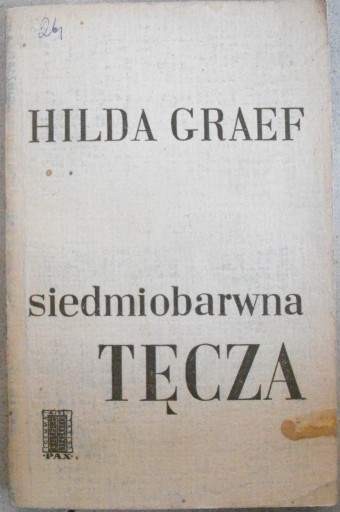 HILDA GRAEF
siedmiobarwna
TĘCZA
·PAX·